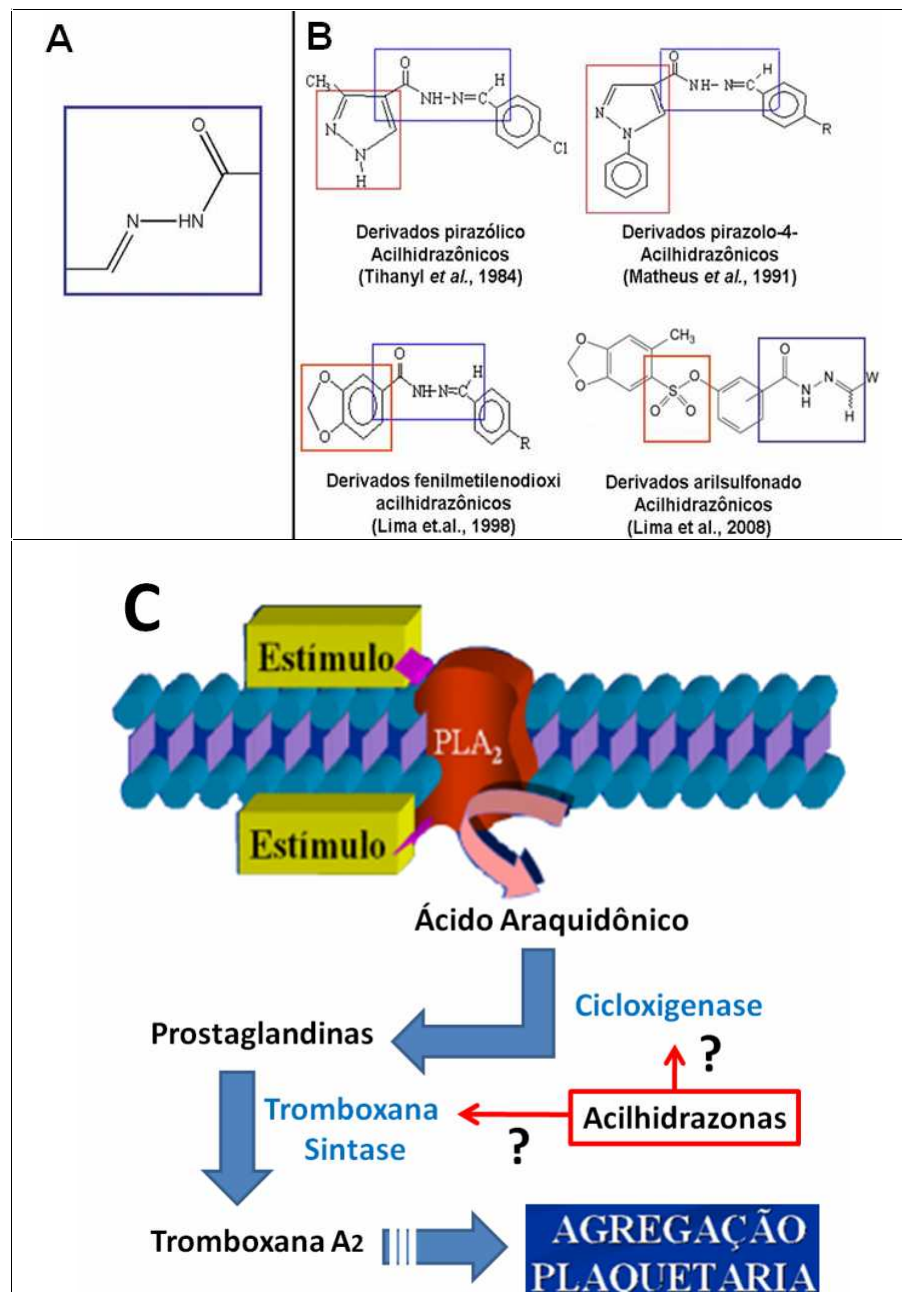 A
B
O
N
HN
CH₃
O
H
NH
N
C
N
N
H
Cl
Derivados pirazólico
Acilhidrazônicos
(Tihanyl et al., 1984)
O
H
NH
N
C
N
N
R
Derivados pirazolo-4-
Acilhidrazônicos
(Matheus et al., 1991)
O
O
O
H
NH
N
C
R
Derivados fenilmetilenodioxi
acilhidrazônicos
(Lima et.al., 1998)
O
O
CH₃
S
O
O
O
O
N
H
N
W
H
Derivados arilsulfonado
Acilhidrazônicos
(Lima et al., 2008)
C
Estímulo
PLA₂
Estímulo
Ácido Araquidônico
Cicloxigenase
Prostaglandinas
?
Tromboxana
Sintase
Acilhidrazonas
?
Tromboxana A2
AGREGAÇÃO
PLAQUETARIA